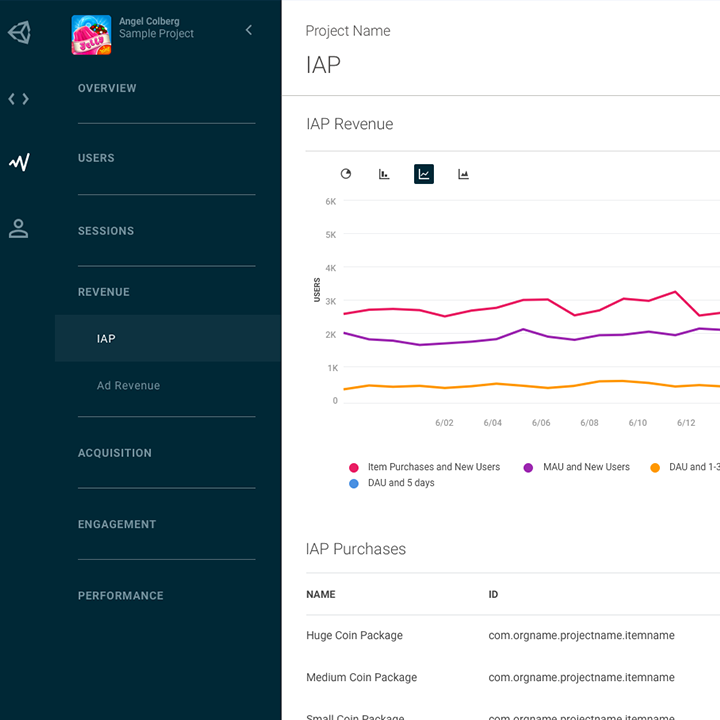 Angel Colberg
Sample Project
OVERVIEW
USERS
SESSIONS
REVENUE
IAP
Ad Revenue
ACQUISITION
ENGAGEMENT
PERFORMANCE
Project Name
IAP
IAP Revenue
6K
5K
4K
3K
2K
1K
0
USERS
6/02 6/04 6/06 6/08 6/10 6/12
Item Purchases and New Users MAU and New Users DAU and 1-3
DAU and 5 days
IAP Purchases
NAME ID
Huge Coin Package com.orgname.projectname.itemname
Medium Coin Package com.orgname.projectname.itemname
Small Coin Package com.orgname.projectname.itemname